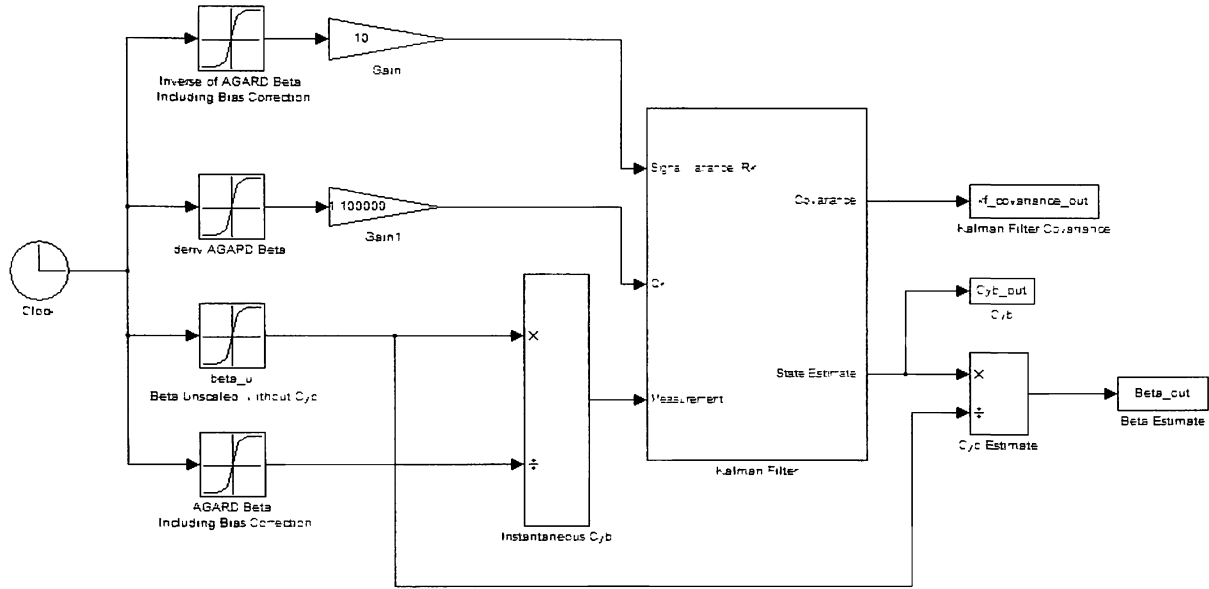 10
Gain
Inverse of AGARD Beta
Including Bias Correction
Rk
Covariance
kf_covariance_out
Kalman Filter Covariance
100000
Gain1
deriv AGARD Beta
Clock
Qk
Cyb_out
Cyb
×
beta_u
Beta Unscaled Without Cyb
State Estimate
×
Measurement
Beta_out
÷
Beta Estimate
Cyb Estimate
÷
Kalman Filter
AGARD Beta
Including Bias Correction
Instantaneous Cyb